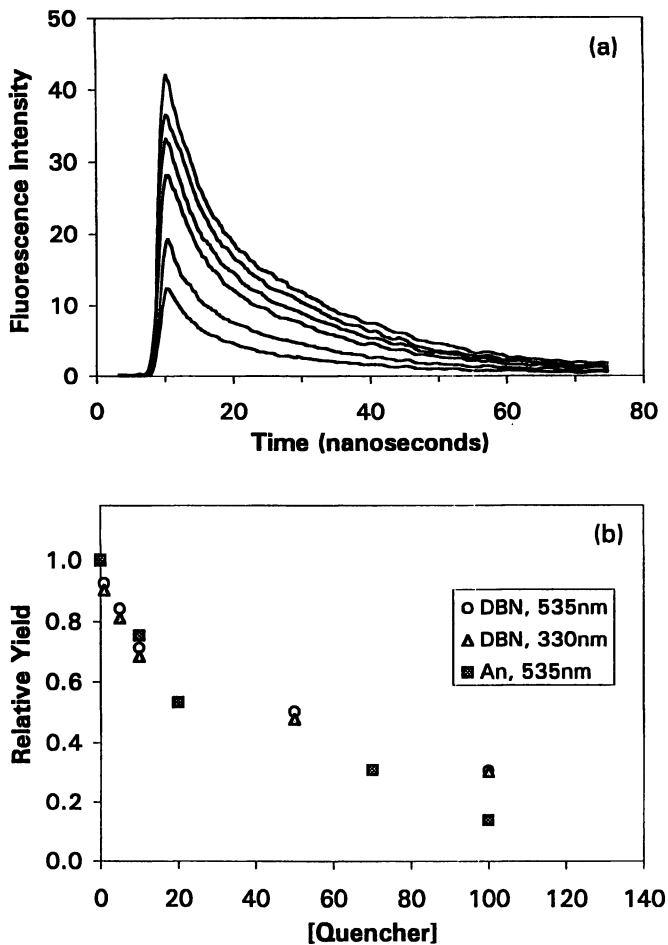 50
(a)
40
30
20
10
0
Fluorescence Intensity
0 20 40 60 80
Time (nanoseconds)
(b)
1.0
0.8
0.6
0.4
0.2
0.0
Relative Yield
DBN, 535nm
DBN, 330nm
An, 535nm
0 20 40 60 80 100 120 140
[Quencher]